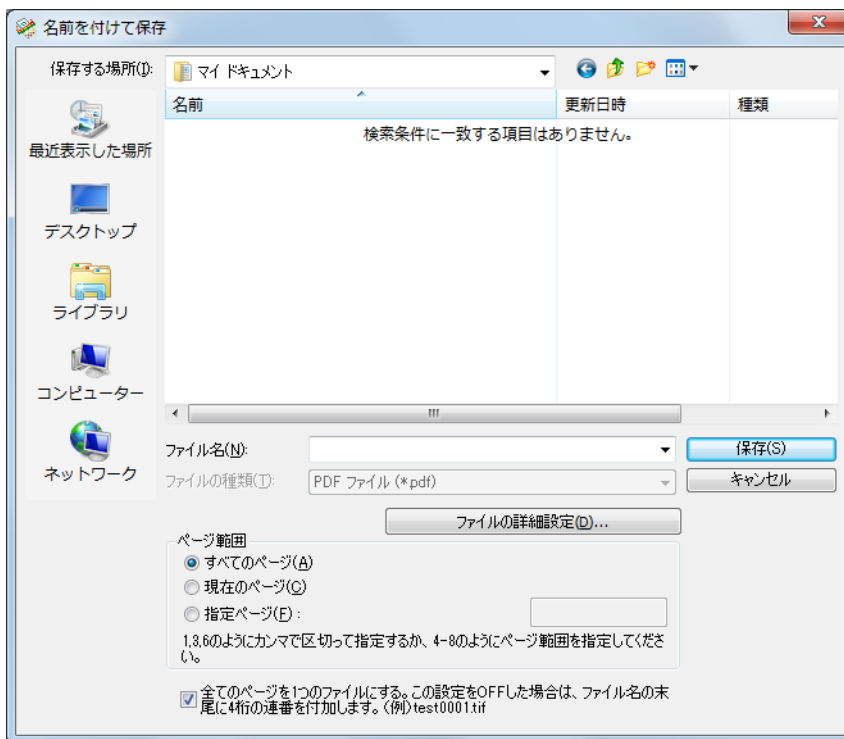 名前を付けて保存
保存する場所(I):
マイ ドキュメント
名前
更新日時
種類
検索条件に一致する項目はありません。
最近表示した場所
デスクトップ
ライブラリ
コンピューター
ネットワーク
ファイル名(N):
保存(S)
ファイルの種類(T):
PDF ファイル (*pdf)
キャンセル
ファイルの詳細設定(D)...
ページ範囲
すべてのページ(A)
現在のページ(C)
指定ページ(F):
1,3,6のようにカンマで区切って指定するか、4-8のようにページ範囲を指定してくださ
い。
全てのページを1つのファイルにする。この設定をOFFした場合は、ファイル名の末
尾に4桁の連番を付加します。(例)test0001.tif